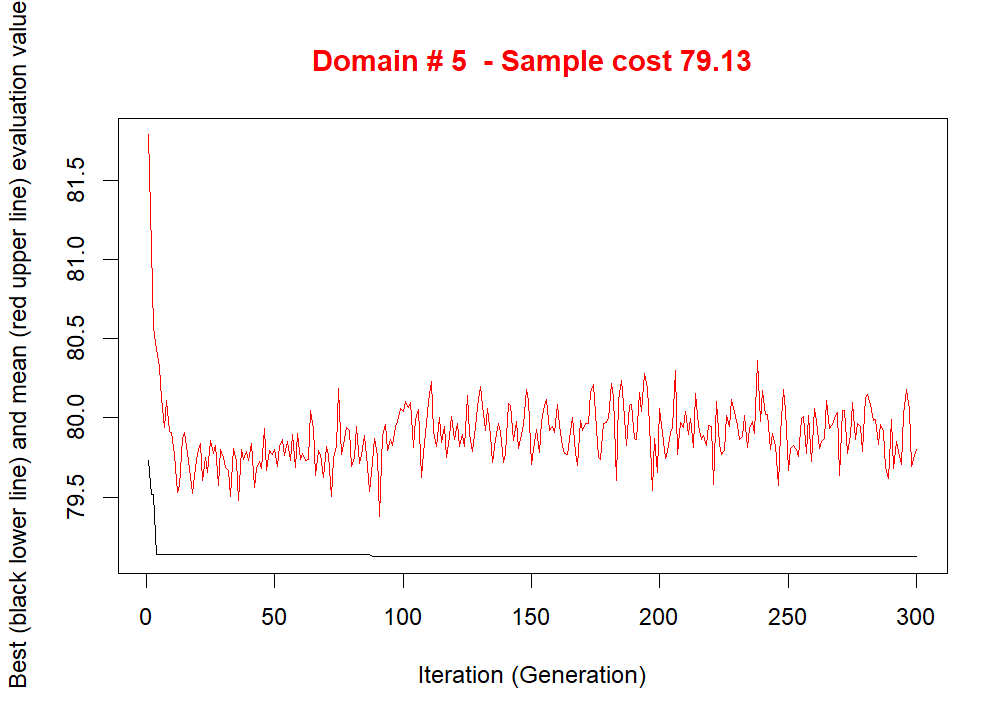 Domain # 5  - Sample cost 79.13
Best (black lower line) and mean (red upper line) evaluation value
81.5
81.0
80.5
80.0
79.5
0 50 100 150 200 250 300
Iteration (Generation)